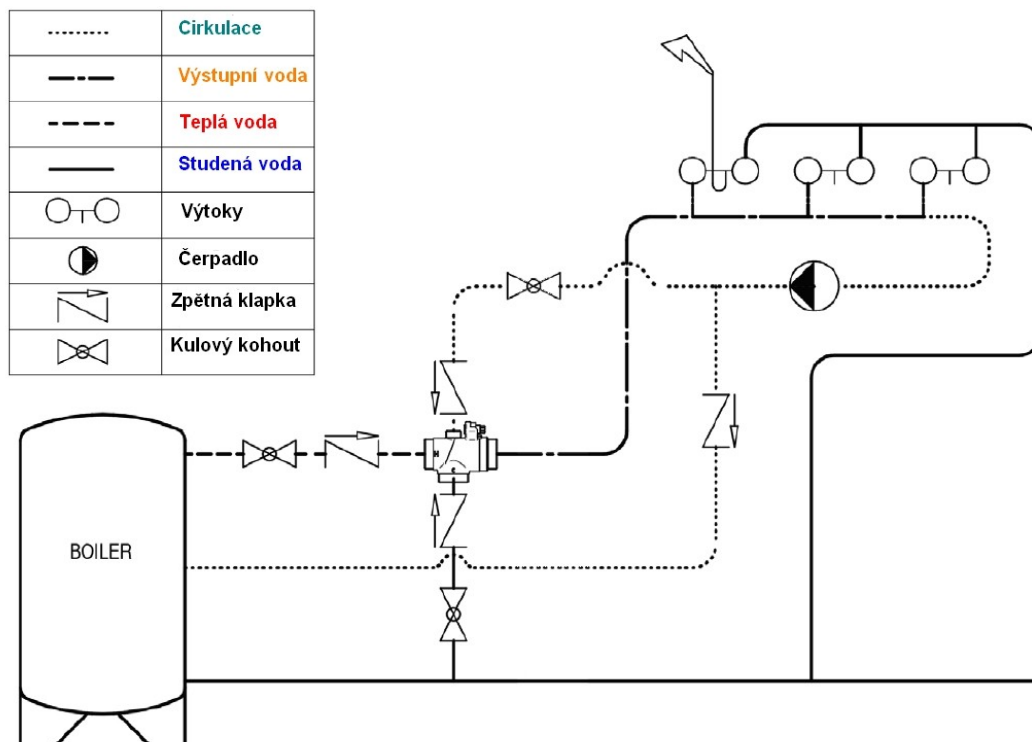 Cirkulace
Výstupní voda
Teplá voda
Studená voda
Výtoky
Čerpadlo
Zpětná klapka
Kulový kohout
H
BOILER